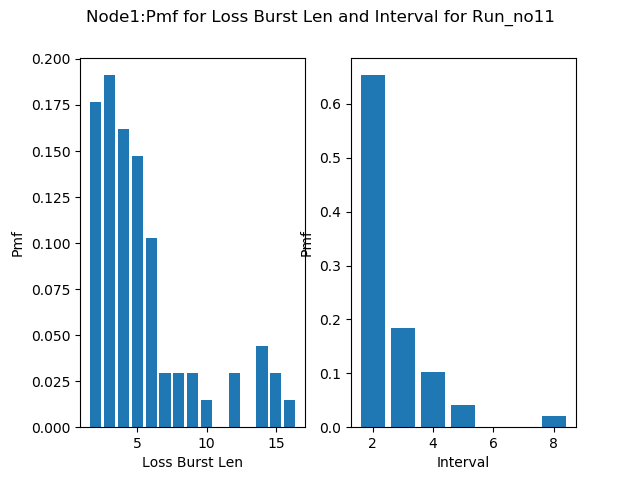 Node1:Pmf for Loss Burst Len and Interval for Run_no11
0.200
0.175
0.150
0.125
0.100
0.075
0.050
0.025
0.000
Pmf
5 10 15
Loss Burst Len
0.6
0.5
0.4
0.3
0.2
0.1
0.0
Pmf
2 4 6 8
Interval